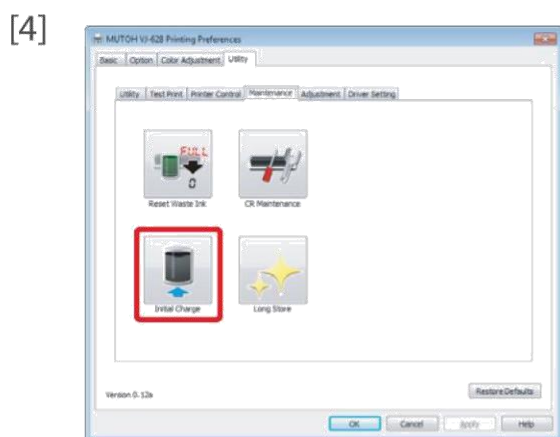 [4]
MUTOH VJ-628 Printing Preferences
Basic Option Color Adjustment Utility
Utility Test Print Printer Control Maintenance Adjustment Driver Setting
FULL
0
Reset Waste Ink CR Maintenance
Initial Charge Long Store
Version 0.12a Restore Defaults
OK Cancel Apply Help